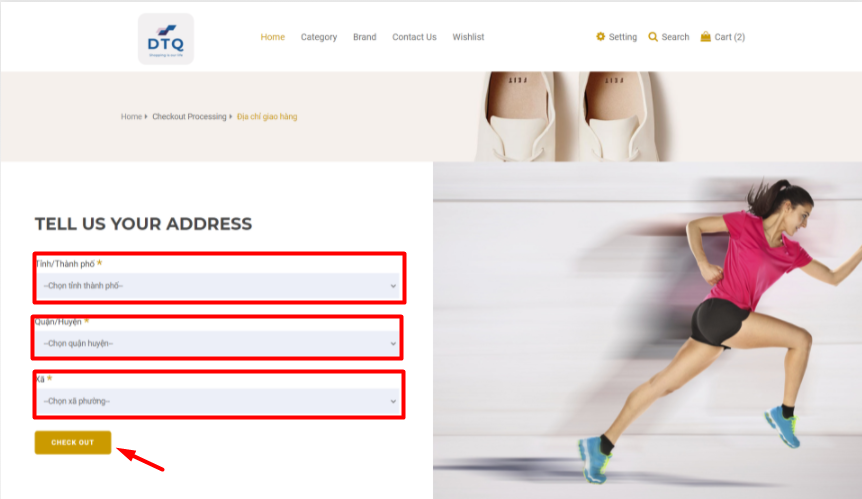 DTQ
Home Category Brand Contact Us Wishlist
Setting Search Cart (2)
Home Checkout Processing Địa chỉ giao hàng
TELL US YOUR ADDRESS
Tỉnh/Thành phố *
--Chọn tỉnh thành phố--
Quận/Huyện *
--Chọn quận huyện--
Xã *
--Chọn xã phường--
CHECK OUT